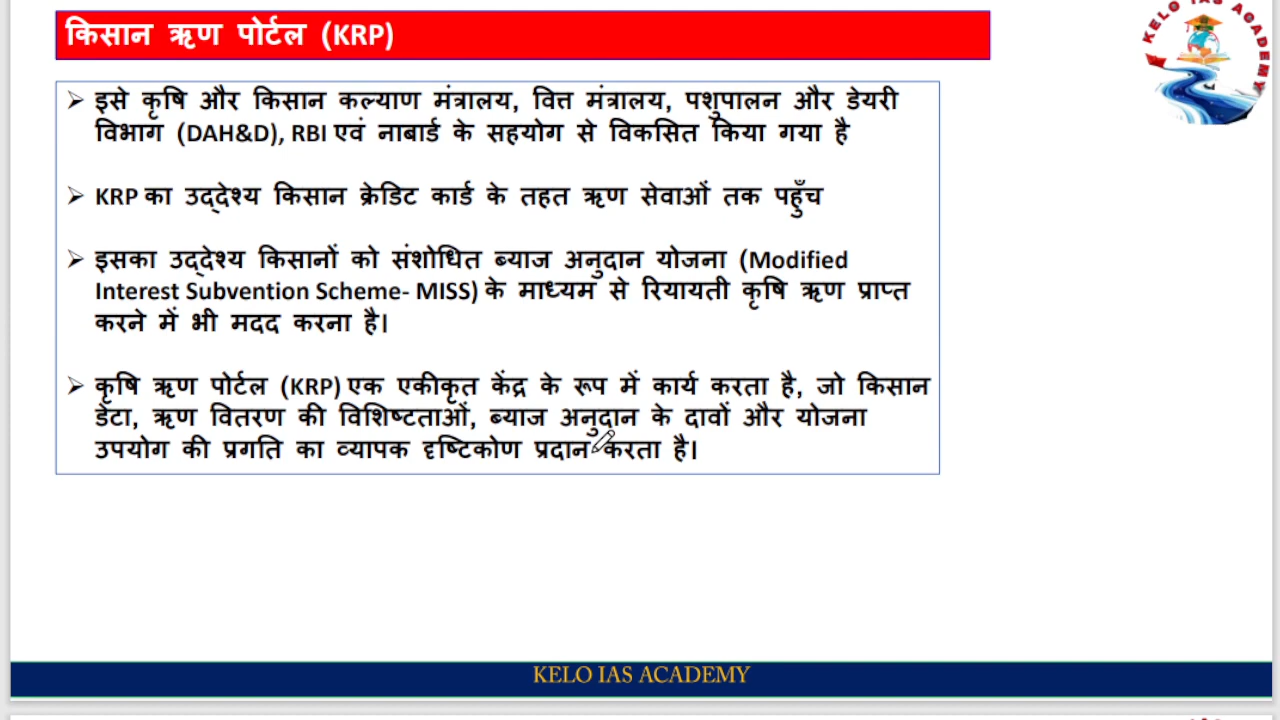 किसान ऋण पोर्टल (KRP)
KELO IAS ACADEMY
इसे कृषि और किसान कल्याण मंत्रालय, वित्त मंत्रालय, पशुपालन और डेयरी
विभाग (DAH&D), RBI एवं नाबार्ड के सहयोग से विकसित किया गया है
KRP का उद्देश्य किसान क्रेडिट कार्ड के तहत ऋण सेवाओं तक पहुँच
इसका उद्देश्य किसानों को संशोधित ब्याज अनुदान योजना (Modified
Interest Subvention Scheme- MISS) के माध्यम से रियायती कृषि ऋण प्राप्त
करने में भी मदद करना है।
कृषि ऋण पोर्टल (KRP) एक एकीकृत केंद्र के रूप में कार्य करता है, जो किसान
डेटा, ऋण वितरण की विशिष्टताओं, ब्याज अनुदान के दावों और योजना
उपयोग की प्रगति का व्यापक दृष्टिकोण प्रदान करता है।
KELO IAS ACADEMY